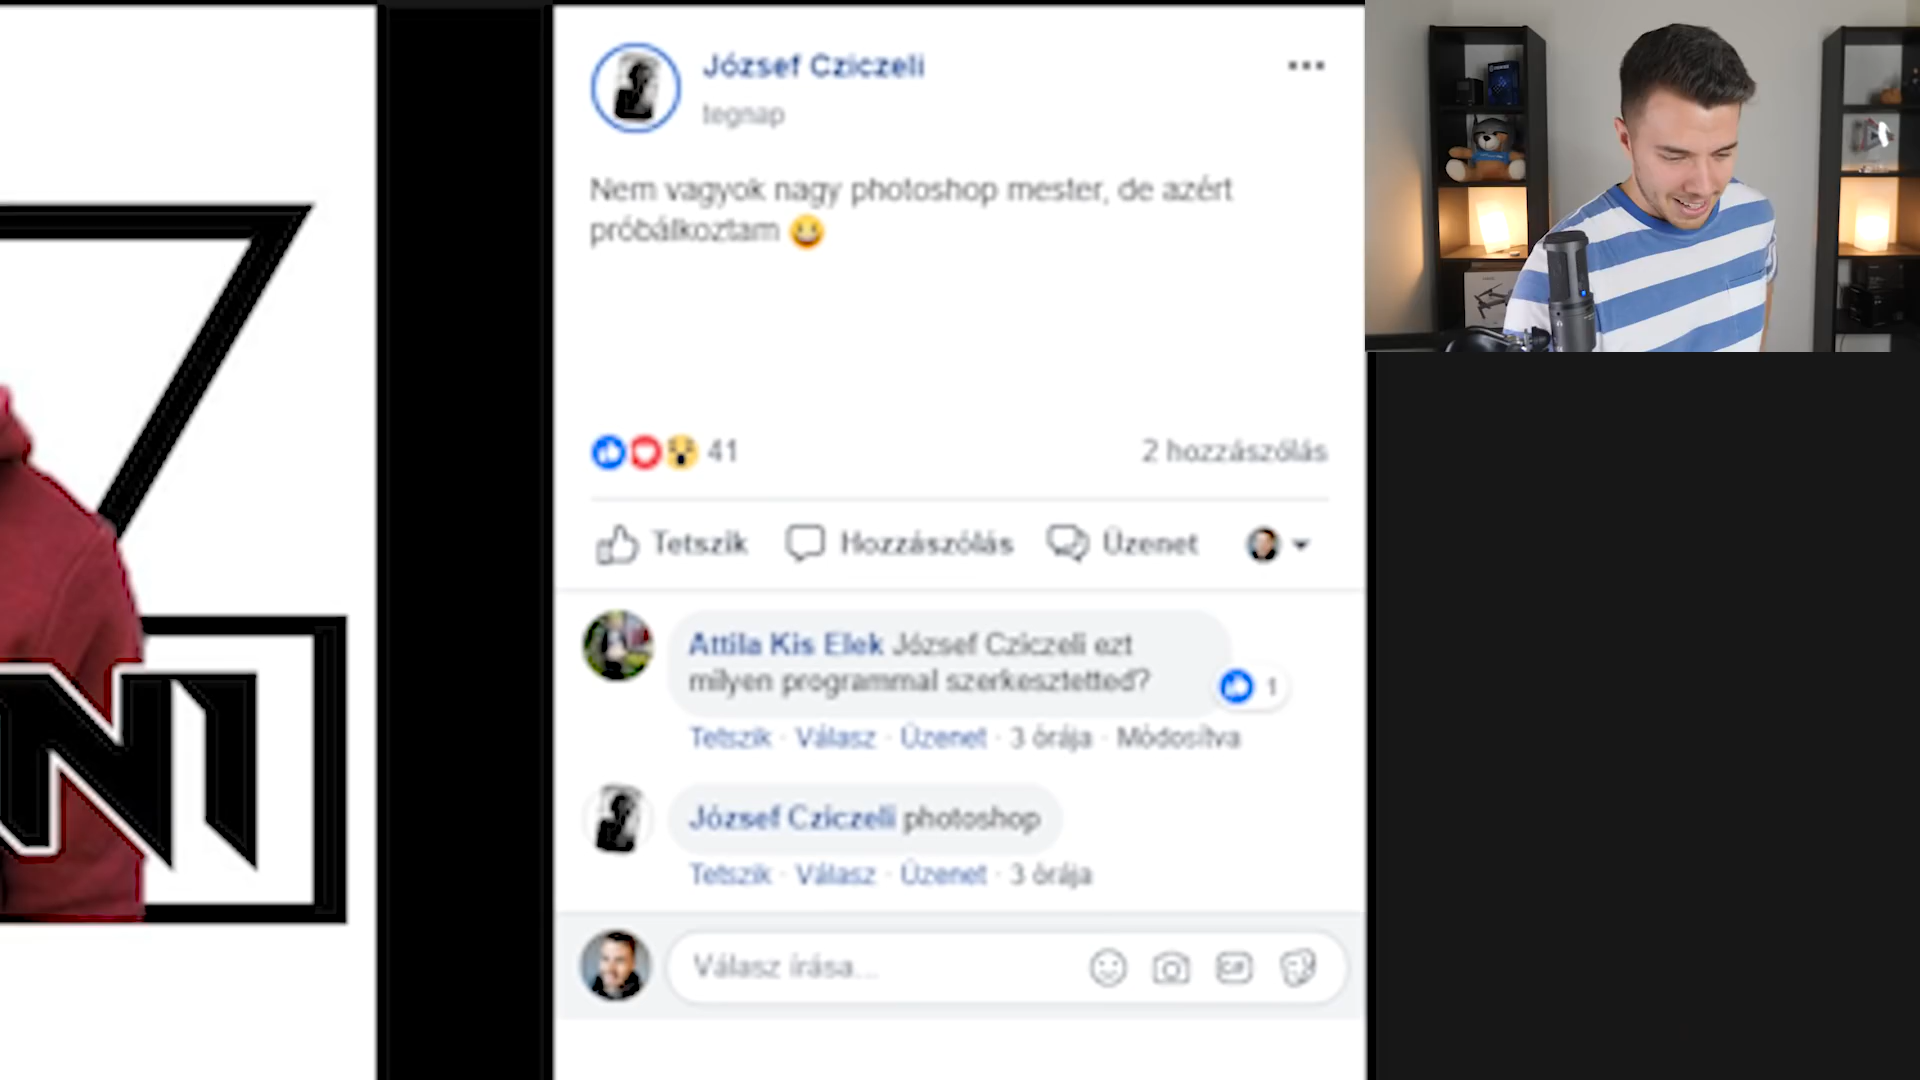 József Cziczeli
tegnap
Nem vagyok nagy photoshop mester, de azért
próbálkoztam
41
2 hozzászólás
Tetszik
Hozzászólás
Üzenet
Attila Kis Elek József Cziczeli ezt
milyen programmal szerkesztetted?
1
Tetszik · Válasz · Üzenet · 3 órája · Módosítva
József Cziczeli photoshop
Tetszik · Válasz · Üzenet · 3 órája
Válasz írása...
GIF